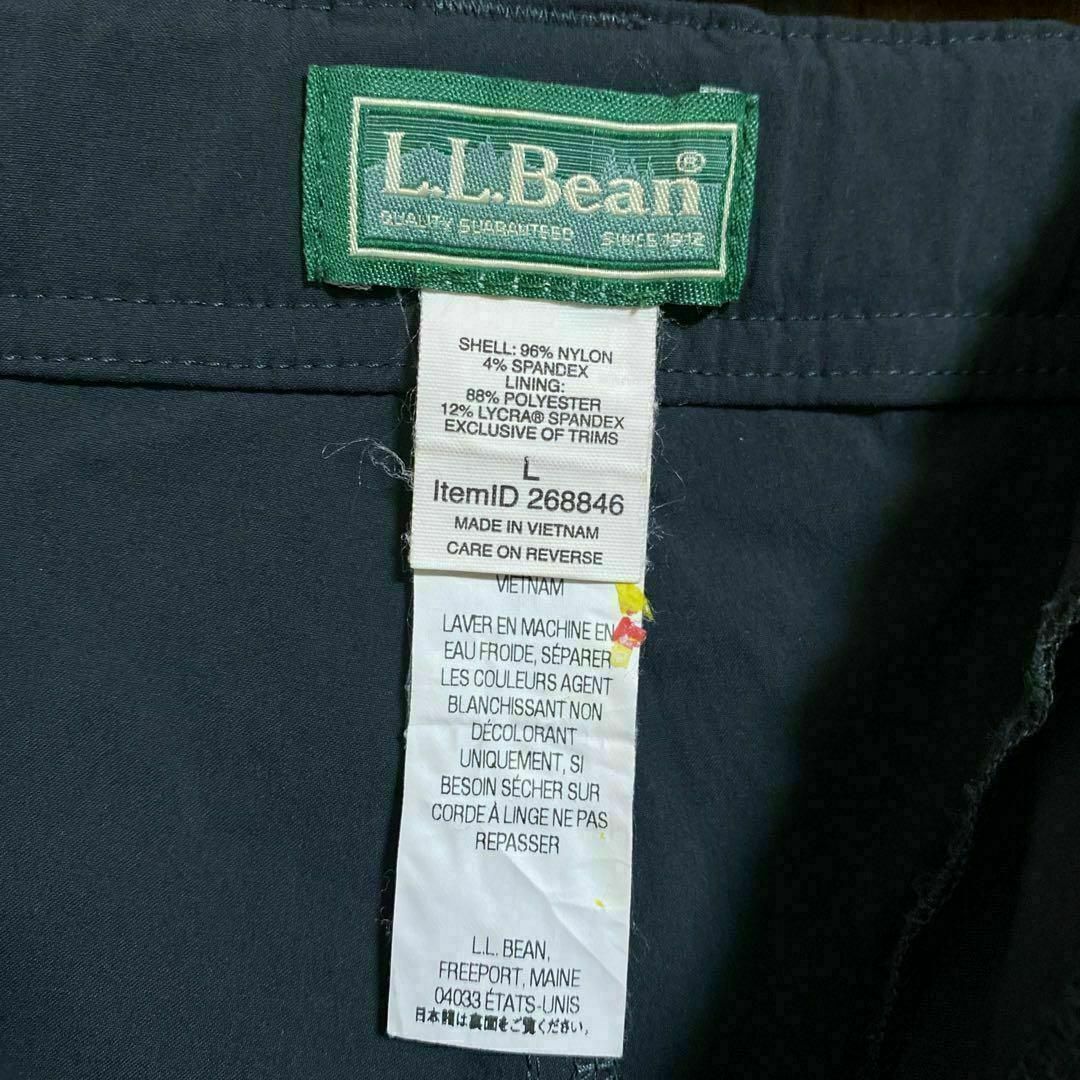 L.L.Bean®
QUALITY GUARANTEED SINCE 1912
SHELL: 96% NYLON
4% SPANDEX
LINING:
88% POLYESTER
12% LYCRA® SPANDEX
EXCLUSIVE OF TRIMS
L
ItemID 268846
MADE IN VIETNAM
CARE ON REVERSE
VIETNAM
LAVER EN MACHINE EN
EAU FROIDE, SÉPARER
LES COULEURS AGENT
BLANCHISSANT NON
DÉCOLORANT
UNIQUEMENT, SI
BESOIN SÉCHER SUR
CORDE À LINGE NE PAS
REPASSER
L.L. BEAN,
FREEPORT, MAINE
04033 ÉTATS-UNIS
日本語は裏面をご覧ください。